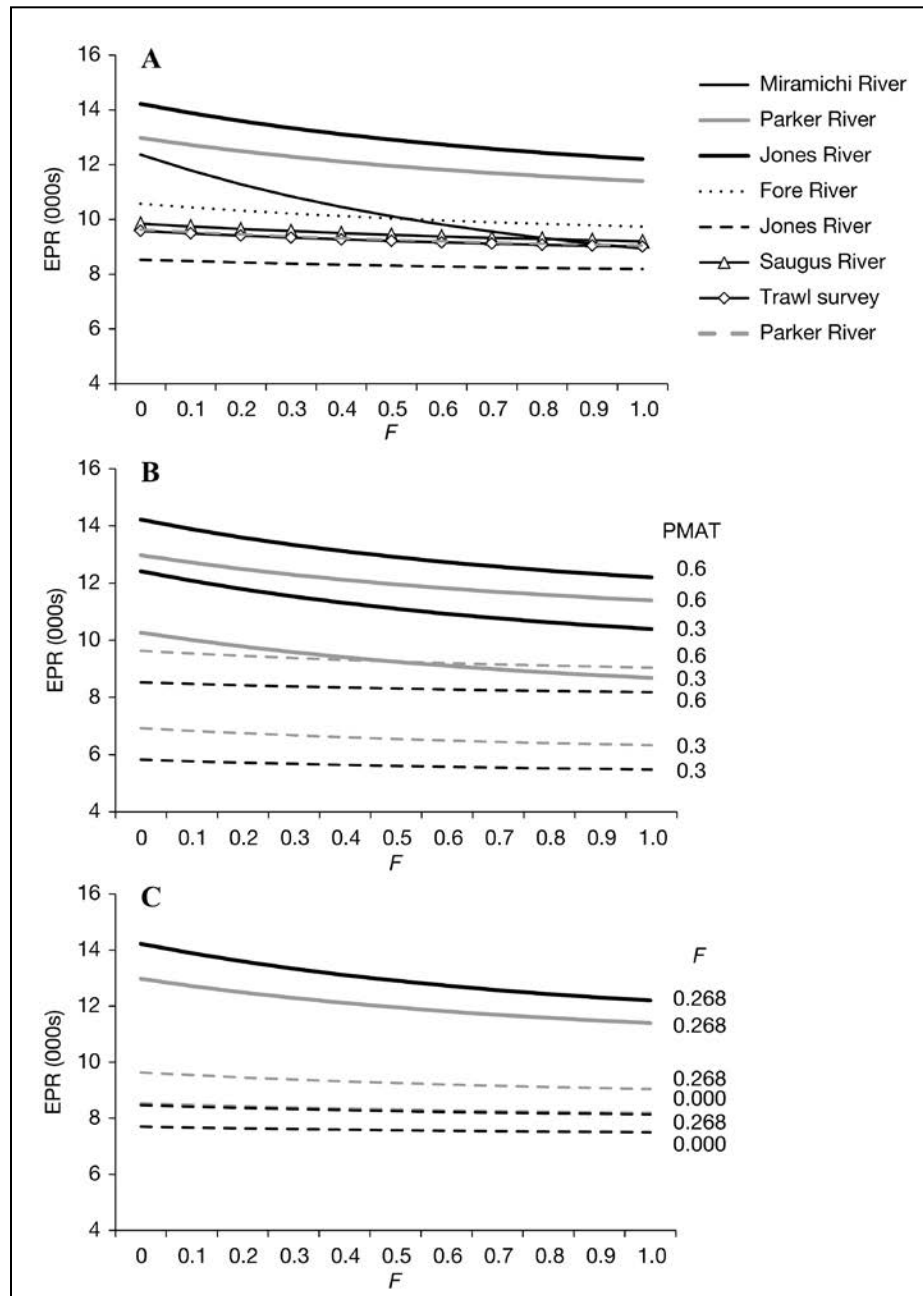 A
16
14
12
10
8
6
4
EPR (000s)
0 0.1 0.2 0.3 0.4 0.5 0.6 0.7 0.8 0.9 1.0
F
Miramichi River
Parker River
Jones River
Fore River
Jones River
Saugus River
Trawl survey
Parker River
B
16
14
12
10
8
6
4
EPR (000s)
0 0.1 0.2 0.3 0.4 0.5 0.6 0.7 0.8 0.9 1.0
F
PMAT
0.6
0.6
0.3
0.6
0.3
0.6
0.3
0.3
C
16
14
12
10
8
6
4
EPR (000s)
0 0.1 0.2 0.3 0.4 0.5 0.6 0.7 0.8 0.9 1.0
F
F
0.268
0.268
0.268
0.000
0.268
0.000